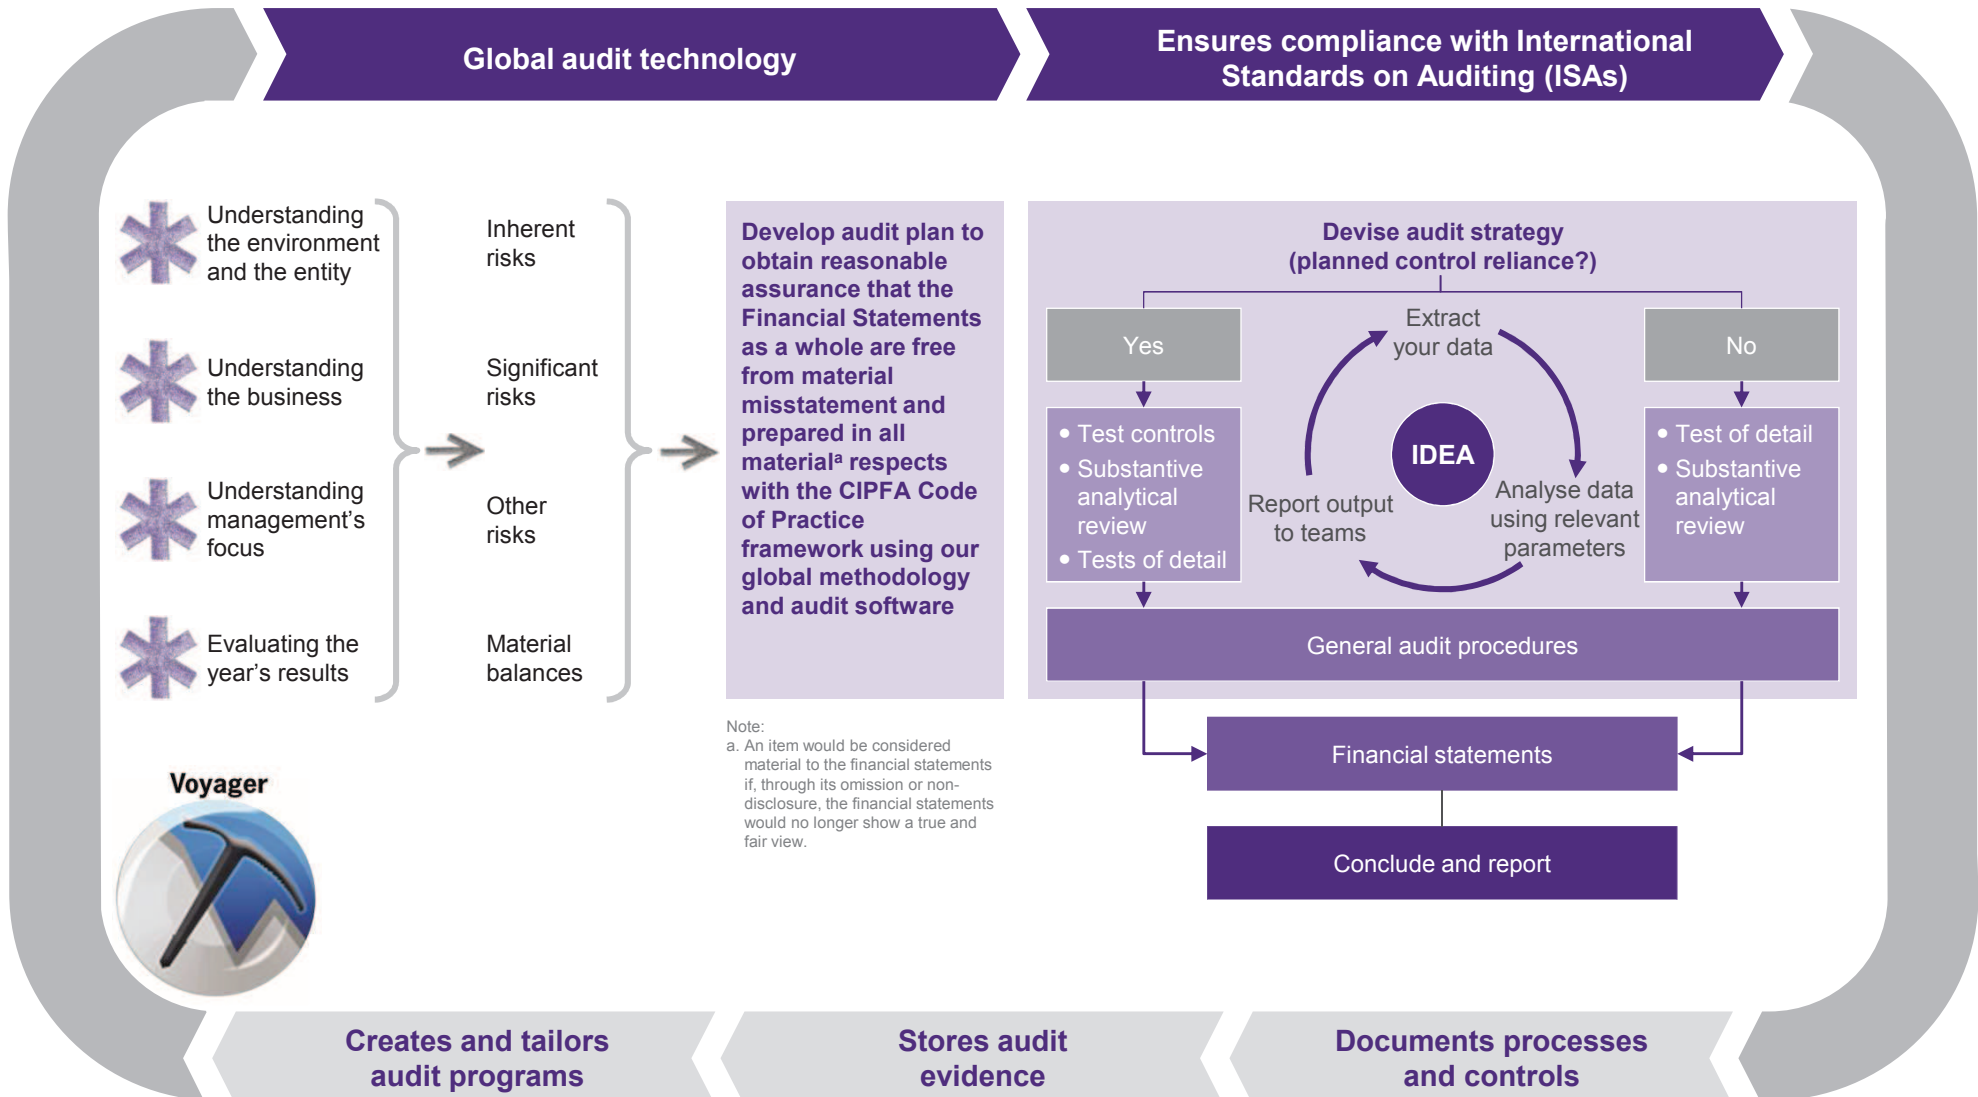 Global audit technology
Ensures compliance with International
Standards on Auditing (ISAs)
Understanding
the environment
and the entity
Understanding
the business
Understanding
management’s
focus
Evaluating the
year’s results
Inherent
risks
Significant
risks
Other
risks
Material
balances
Develop audit plan to
obtain reasonable
assurance that the
Financial Statements
as a whole are free
from material
misstatement and
prepared in all
materialᵃ respects
with the CIPFA Code
of Practice
framework using our
global methodology
and audit software
Note:
a. An item would be considered
material to the financial statements
if, through its omission or non-
disclosure, the financial statements
would no longer show a true and
fair view.
Devise audit strategy
(planned control reliance?)
Yes
• Test controls
• Substantive
analytical
review
• Tests of detail
Extract
your data
IDEA
Analyse data
using relevant
parameters
Report output
to teams
No
• Test of detail
• Substantive
analytical
review
General audit procedures
Financial statements
Conclude and report
Voyager
Creates and tailors
audit programs
Stores audit
evidence
Documents processes
and controls